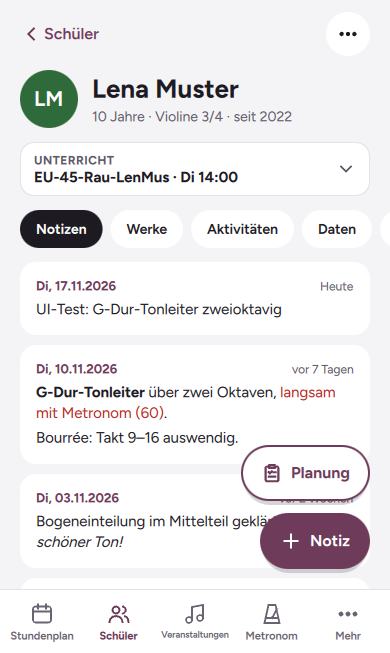 Schüler
LM
Lena Muster
10 Jahre · Violine 3/4 · seit 2022
UNTERRICHT
EU-45-Rau-LenMus · Di 14:00
Notizen Werke Aktivitäten Daten
Di, 17.11.2026 Heute
UI-Test: G-Dur-Tonleiter zweioktavig
Di, 10.11.2026 vor 7 Tagen
G-Dur-Tonleiter über zwei Oktaven, langsam
mit Metronom (60).
Bourrée: Takt 9–16 auswendig.
Planung
Di, 03.11.2026
Bogeneinteilung im Mittelteil
schöner Ton!
Notiz
Stundenplan Schüler Veranstaltungen Metronom Mehr